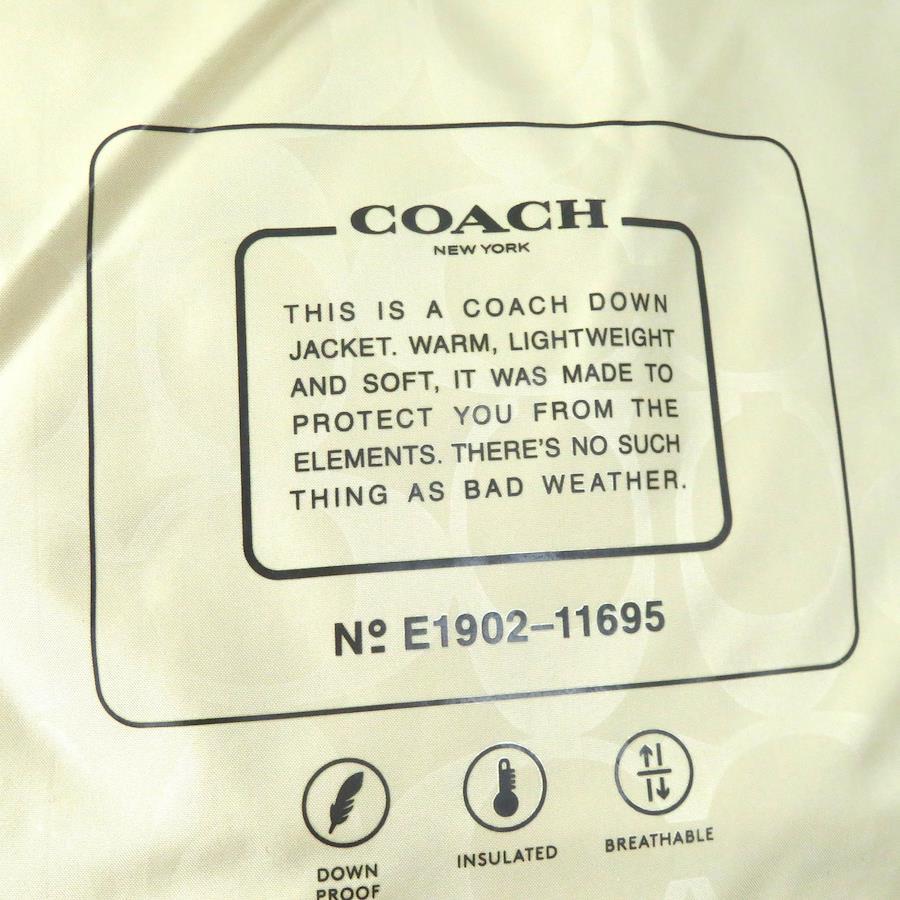 COACH
NEW YORK
THIS IS A COACH DOWN
JACKET. WARM, LIGHTWEIGHT
AND SOFT, IT WAS MADE TO
PROTECT YOU FROM THE
ELEMENTS. THERE'S NO SUCH
THING AS BAD WEATHER.
Nº E1902–11695
DOWN
PROOF
INSULATED
BREATHABLE